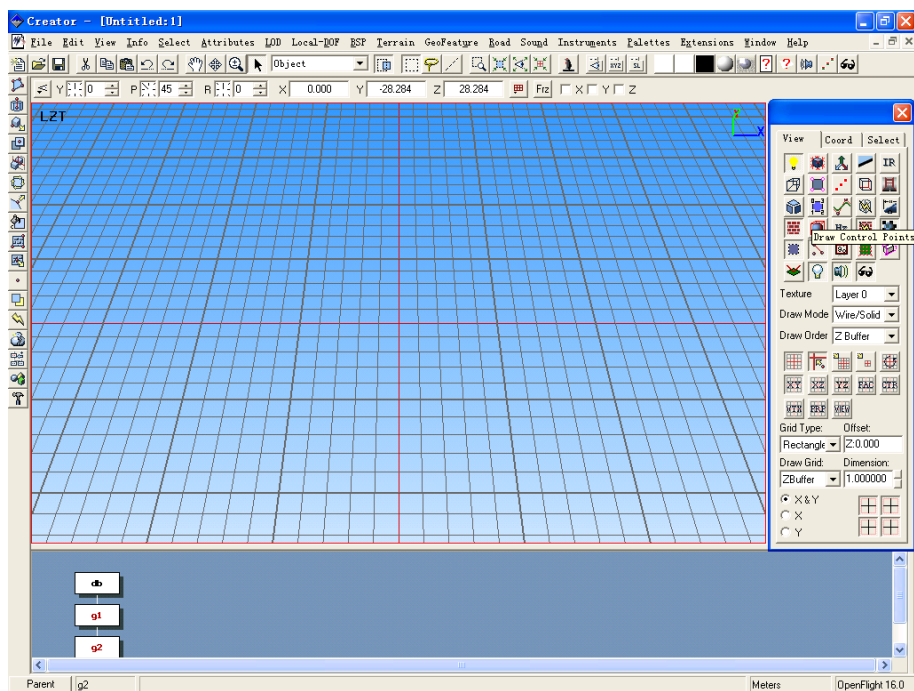 Creator - [Untitled:1]
File Edit View Info Select Attributes LOD Local-DOF BSP Terrain GeoFeature Road Sound Instruments Palettes Extensions Window Help
Object
Y 0 P 45 R 0 X 0.000 Y -28.284 Z 28.284 Frz X Y Z
LZT
X
View Coord Select
IR
Hz
Draw Control Points
Texture Layer 0
Draw Mode Wire/Solid
Draw Order Z Buffer
XY XZ YZ FAC CTR
WTH PRP VIEW
Grid Type: Offset:
Rectangle Z:0.000
Draw Grid: Dimension:
ZBuffer 1.000000
X&Y
X
Y
db
g1
g2
Parent g2 Meters OpenFlight 16.0